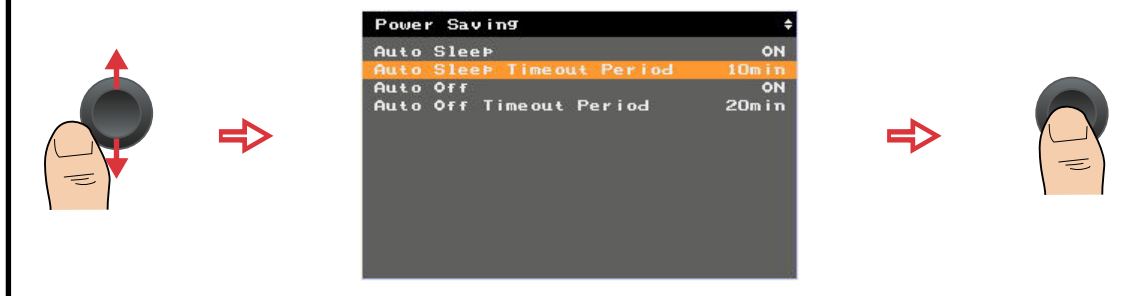 Power Saving
Auto Sleep ON
Auto Sleep Timeout Period 10min
Auto Off ON
Auto Off Timeout Period 20min